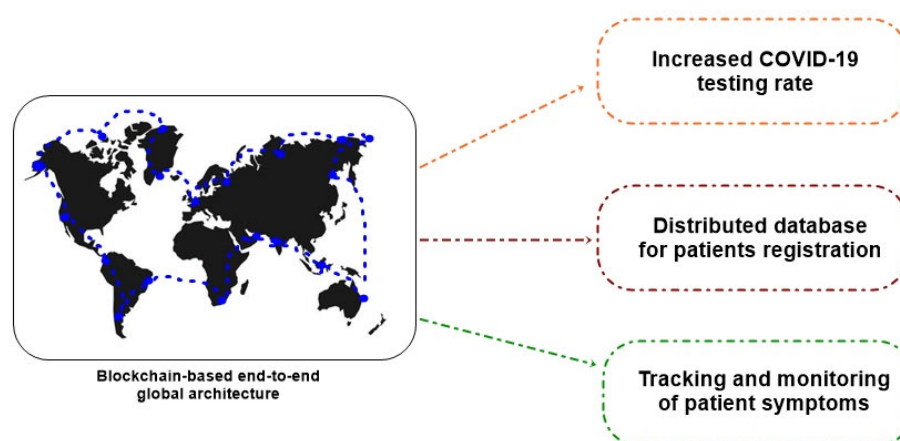 Increased COVID-19
testing rate
Distributed database
for patients registration
Tracking and monitoring
of patient symptoms
Blockchain-based end-to-end
global architecture